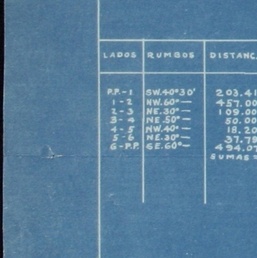 LADOS RUMBOS DISTANC
P.P.-1 SW.40°30' 203.41
1-2 NW.60°— 457.00
2-3 NE.30°— 109.00
3-4 NE.50°— 50.00
4-5 NW.40°— 18.20
5-6 NE.30°— 37.79
6-P.P. SE.60°— 494.07
SUMAS=